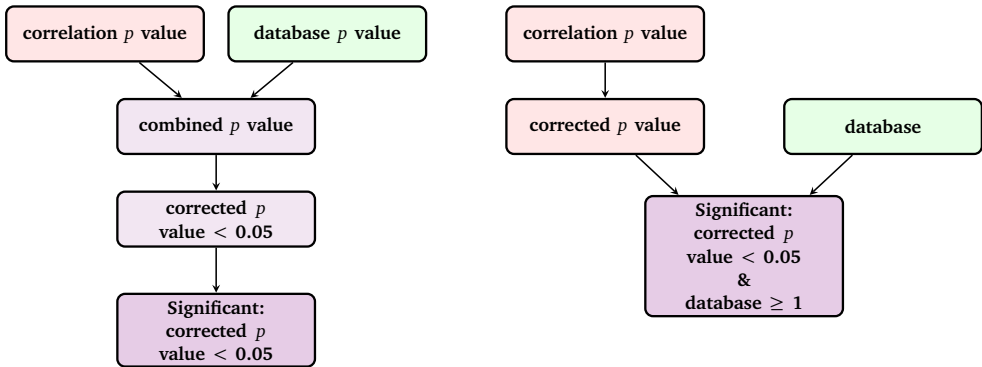 correlation p value
database p value
combined p value
corrected p
value < 0.05
Significant:
corrected p
value < 0.05
correlation p value
corrected p value
database
Significant:
corrected p
value < 0.05
&
database ≥ 1